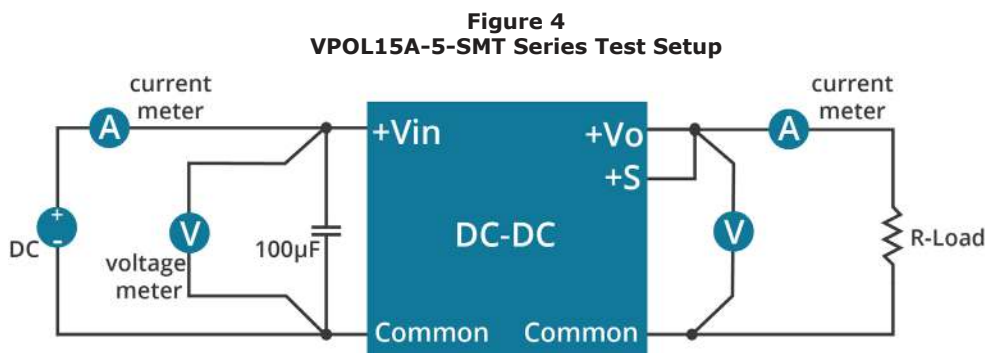 Figure 4
VPOL15A-5-SMT Series Test Setup
current
meter
current
meter
A
A
+Vin
+Vo
+S
+
-
DC
V
voltage
meter
100µF
DC-DC
V
R-Load
Common
Common